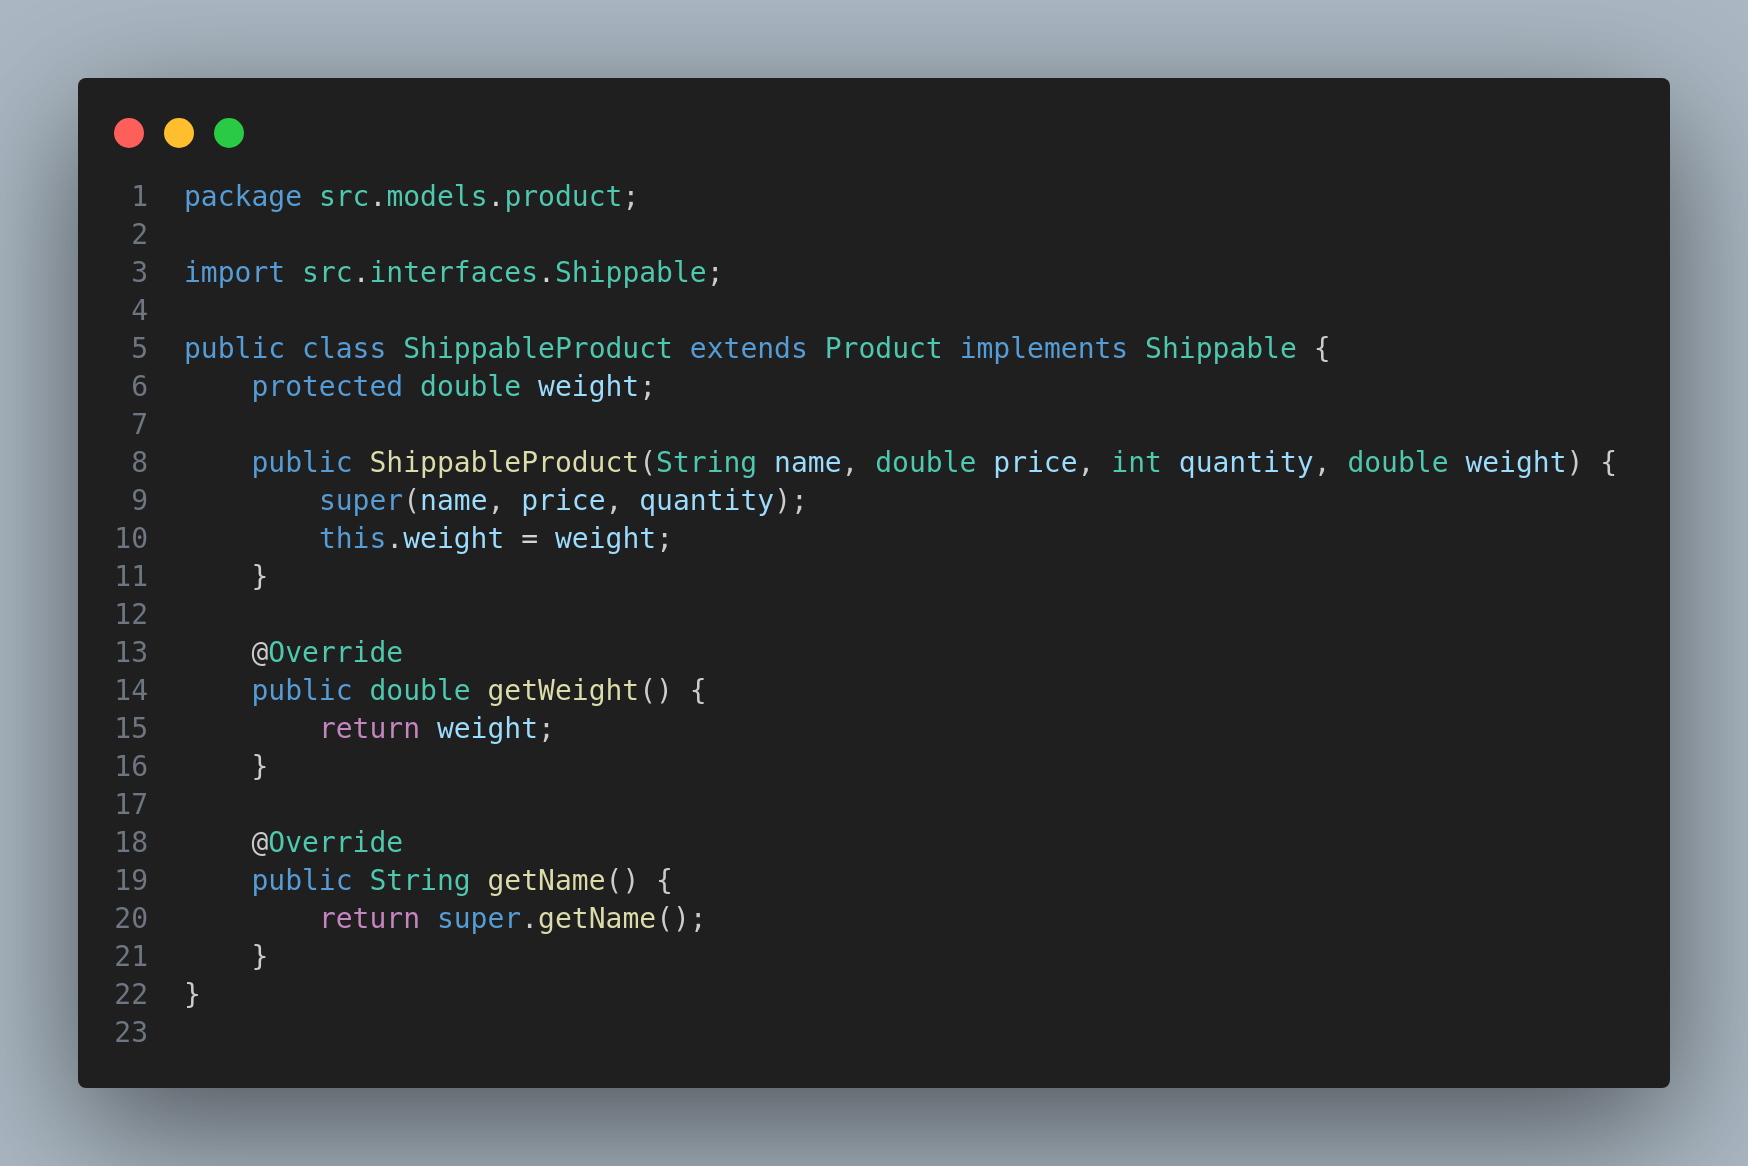 1 package src.models.product;
2
3 import src.interfaces.Shippable;
4
5 public class ShippableProduct extends Product implements Shippable {
6     protected double weight;
7
8     public ShippableProduct(String name, double price, int quantity, double weight) {
9         super(name, price, quantity);
10         this.weight = weight;
11     }
12
13     @Override
14     public double getWeight() {
15         return weight;
16     }
17
18     @Override
19     public String getName() {
20         return super.getName();
21     }
22 }
23